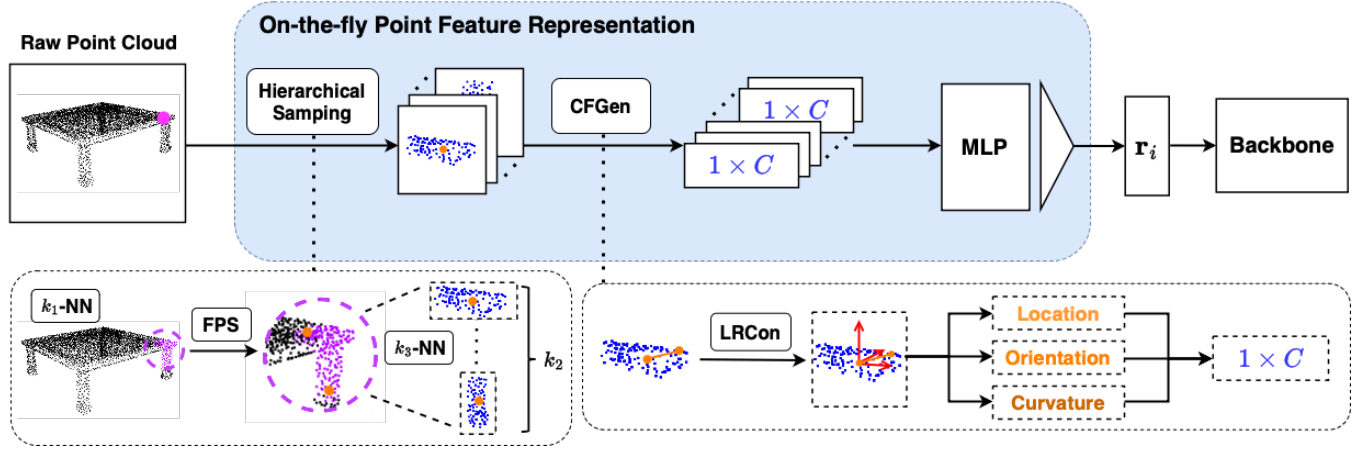 On-the-fly Point Feature Representation
Raw Point Cloud
Hierarchical
Samping
CFGen
1 × C
1 × C
MLP
r_i
Backbone
k_1-NN
FPS
k_3-NN
k_2
LRCon
Location
Orientation
Curvature
1 × C